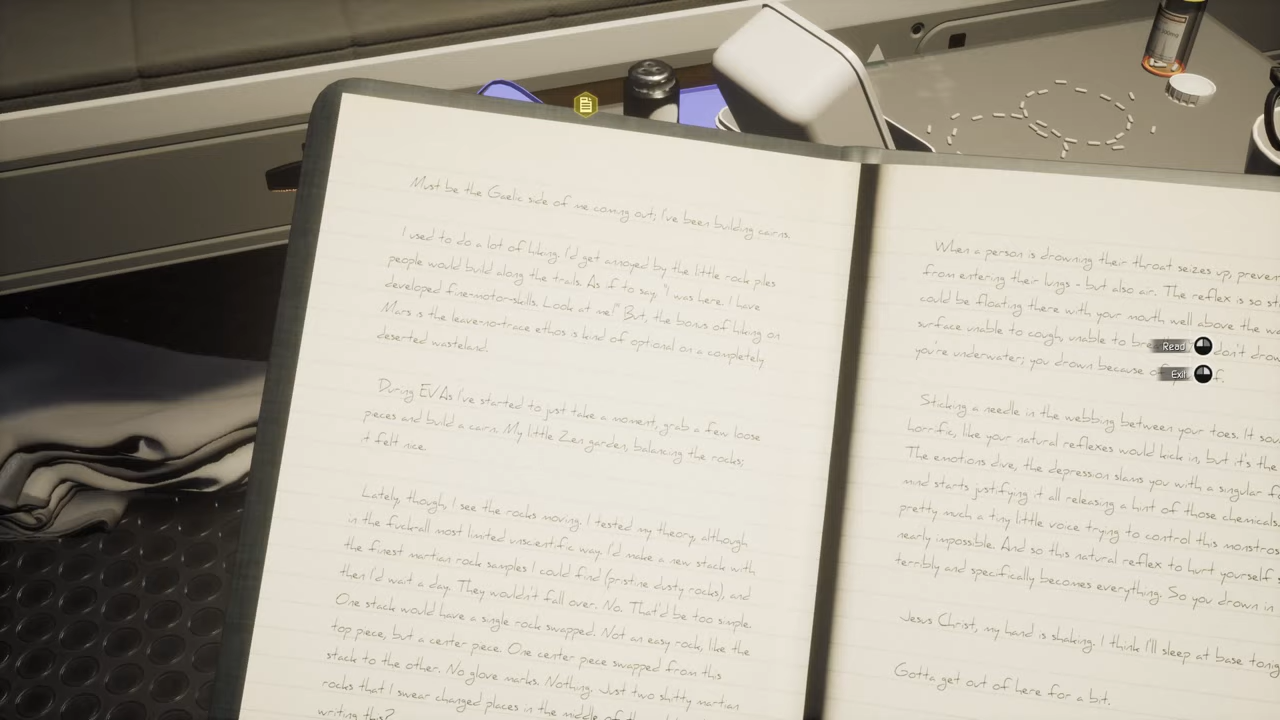 Must be the Gaelic side of me coming out; I've been building cairns.
I used to do a lot of hiking. I'd get annoyed by the little rock piles
people would build along the trails. As if to say, "I was here. I have
developed fine-motor-skills. Look at me!" But, the bonus of hiking on
Mars is the leave-no-trace ethos is kind of optional on a completely
deserted wasteland.
During EVAs I've started to just take a moment, grab a few loose
pieces and build a cairn. My little Zen garden, balancing the rocks;
it felt nice.
Lately, though, I see the rocks moving. I tested my theory, although
in the fuck-all most limited unscientific way. I'd make a new stack with
the finest martian rock samples I could find (pristine dusty rocks), and
then I'd wait a day. They wouldn't fall over. No. That'd be too simple.
One stack would have a single rock swapped. Not an easy rock, like the
top piece, but a center piece. One center piece swapped from this
stack to the other. No glove marks. Nothing. Just two shitty martian
rocks that I swear changed places in the middle of the
writing this?
When a person is drowning their throat seizes up, preven
from entering their lungs - but also air. The reflex is so st
could be floating there with your mouth well above the w
surface unable to cough, unable to bre don't drow
you're underwater; you drown because of
Sticking a needle in the webbing between your toes. It sou
horrific, like your natural reflexes would kick in, but it's the
The emotions dive, the depression slams you with a singular f
mind starts justifying it all releasing a hint of those chemicals
pretty much a tiny little voice trying to control this monstros
nearly impossible. And so this natural reflex to hurt yourself
terribly and specifically becomes everything. So you drown in
Jesus Christ, my hand is shaking. I think I'll sleep at base tonig
Gotta get out of here for a bit.
Read
Exit